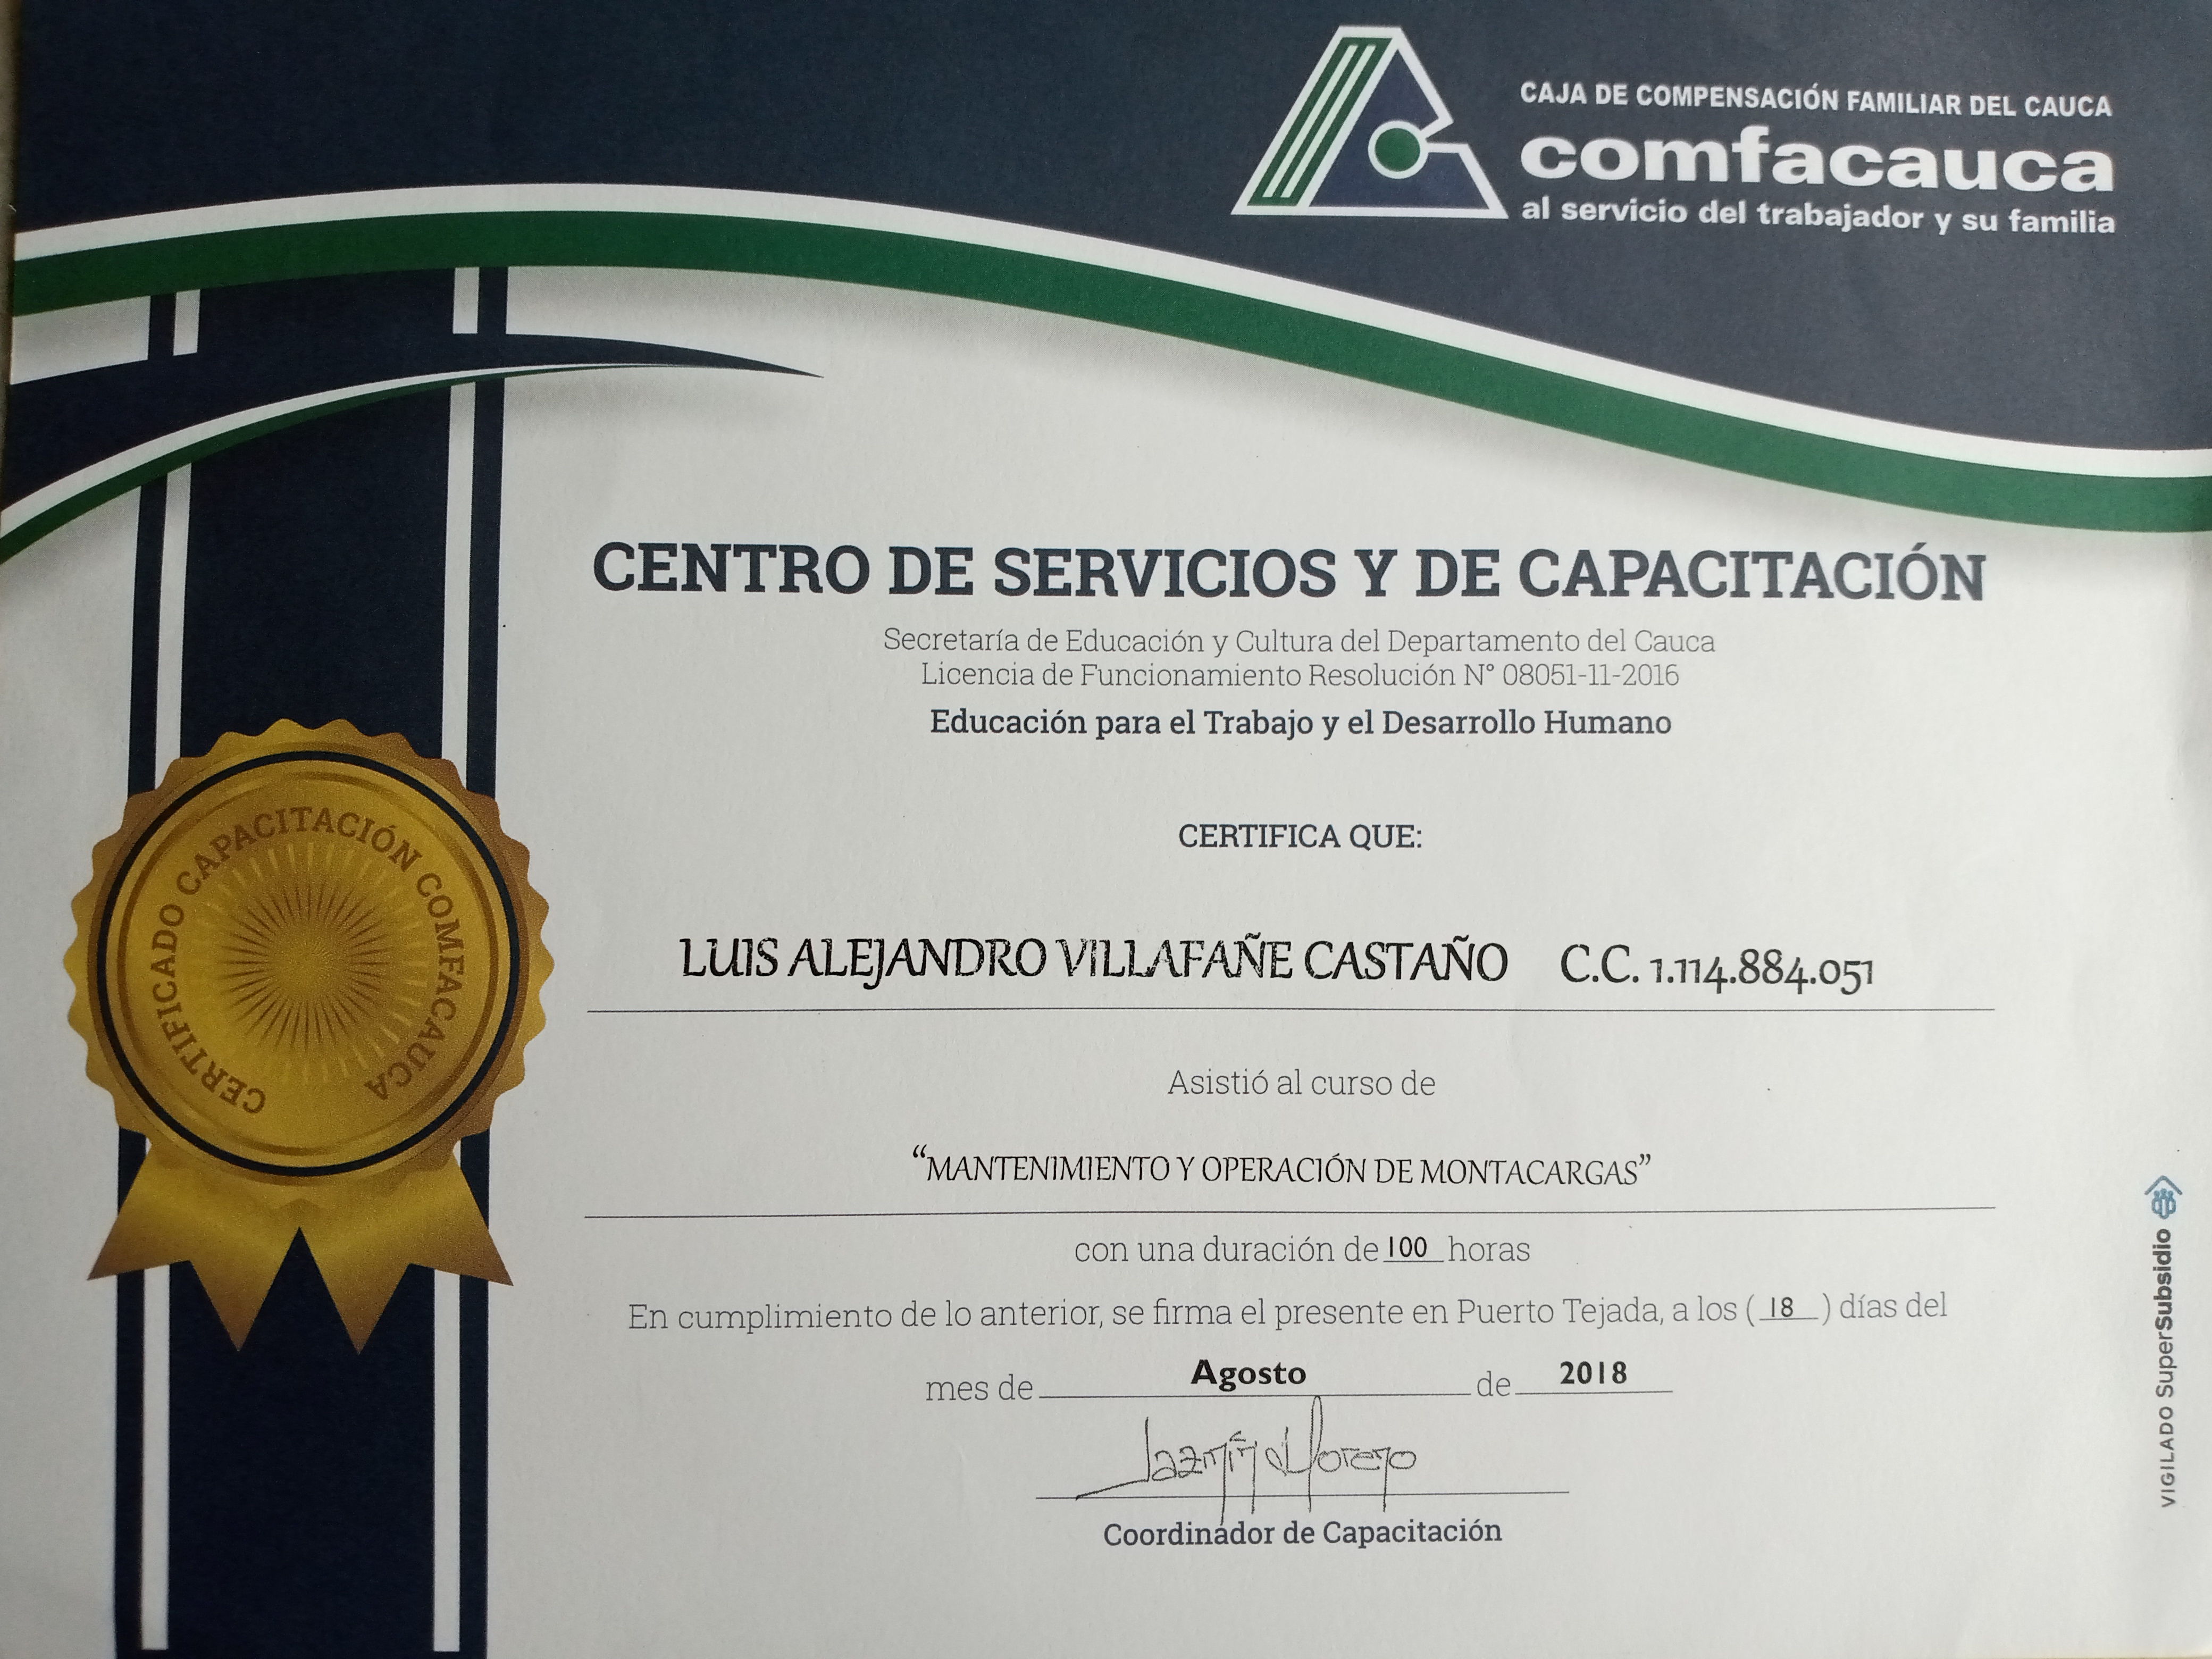 CAJA DE COMPENSACIÓN FAMILIAR DEL CAUCA
comfacauca
al servicio del trabajador y su familia
CENTRO DE SERVICIOS Y DE CAPACITACIÓN
Secretaría de Educación y Cultura del Departamento del Cauca
Licencia de Funcionamiento Resolución N° 08051-11-2016
Educación para el Trabajo y el Desarrollo Humano
CERTIFICA QUE:
LUIS ALEJANDRO VILLAFAÑE CASTAÑO C.C. 1.114.884.051
Asistió al curso de
“MANTENIMIENTO Y OPERACIÓN DE MONTACARGAS”
con una duración de 100 horas
En cumplimiento de lo anterior, se firma el presente en Puerto Tejada, a los ( 18 ) días del
mes de Agosto de 2018
Jazmín Moreno
Coordinador de Capacitación
CERTIFICADO CAPACITACIÓN COMFACAUCA
VIGILADO SuperSubsidio